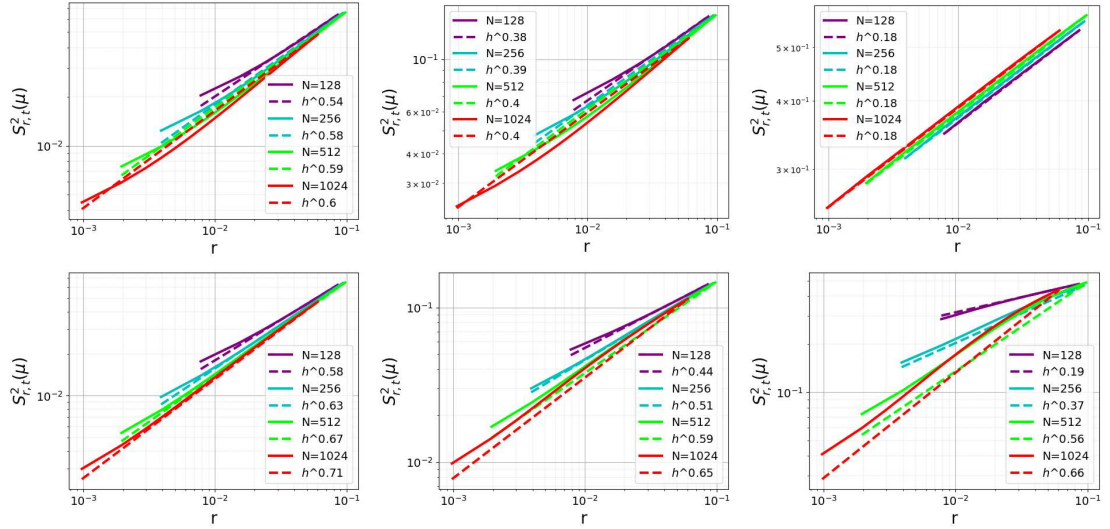 10⁻²
S²ᵣ,ₜ(μ)
N=128
h^0.54
N=256
h^0.58
N=512
h^0.59
N=1024
h^0.6
10⁻³ 10⁻² 10⁻¹
r
10⁻¹
6 × 10⁻²
4 × 10⁻²
3 × 10⁻²
S²ᵣ,ₜ(μ)
N=128
h^0.38
N=256
h^0.39
N=512
h^0.4
N=1024
h^0.4
10⁻³ 10⁻² 10⁻¹
r
5 × 10⁻¹
4 × 10⁻¹
3 × 10⁻¹
S²ᵣ,ₜ(μ)
N=128
h^0.18
N=256
h^0.18
N=512
h^0.18
N=1024
h^0.18
10⁻³ 10⁻² 10⁻¹
r
10⁻²
S²ᵣ,ₜ(μ)
N=128
h^0.58
N=256
h^0.63
N=512
h^0.67
N=1024
h^0.71
10⁻³ 10⁻² 10⁻¹
r
10⁻¹
10⁻²
S²ᵣ,ₜ(μ)
N=128
h^0.44
N=256
h^0.51
N=512
h^0.59
N=1024
h^0.65
10⁻³ 10⁻² 10⁻¹
r
10⁻¹
S²ᵣ,ₜ(μ)
N=128
h^0.19
N=256
h^0.37
N=512
h^0.56
N=1024
h^0.66
10⁻³ 10⁻² 10⁻¹
r